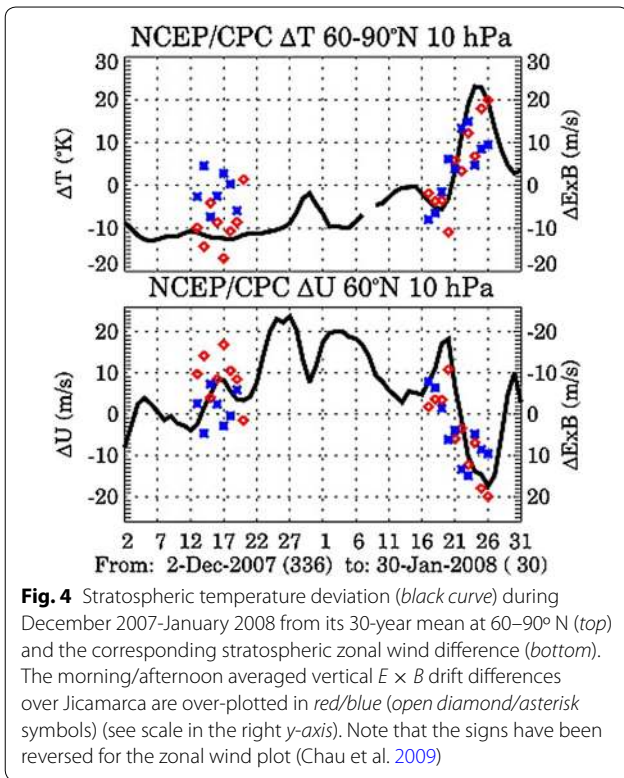 NCEP/CPC ΔT 60-90°N 10 hPa
30
20
10
0
-10
-20
ΔT (°K)
30
20
10
0
-10
-20
ΔExB (m/s)
NCEP/CPC ΔU 60°N 10 hPa
20
10
0
-10
-20
ΔU (m/s)
-20
-10
0
10
20
ΔExB (m/s)
2 7 12 17 22 27 1 6 11 16 21 26 31
From: 2-Dec-2007 (336) to: 30-Jan-2008 ( 30)
Fig. 4 Stratospheric temperature deviation (black curve) during
December 2007-January 2008 from its 30-year mean at 60–90° N (top)
and the corresponding stratospheric zonal wind difference (bottom).
The morning/afternoon averaged vertical E × B drift differences
over Jicamarca are over-plotted in red/blue (open diamond/asterisk
symbols) (see scale in the right y-axis). Note that the signs have been
reversed for the zonal wind plot (Chau et al. 2009)